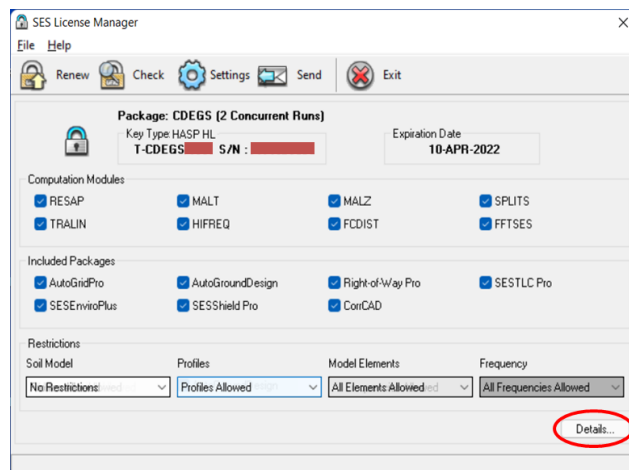 SES License Manager
File Help
Renew Check Settings Send Exit
Package: CDEGS (2 Concurrent Runs)
Key Type: HASP HL Expiration Date
T-CDEGS S/N : 10-APR-2022
Computation Modules
RESAP MALT MALZ SPLITS
TRALIN HIFREQ FCDIST FFTSES
Included Packages
AutoGridPro AutoGroundDesign Right-of-Way Pro SESTLC Pro
SESEnviroPlus SESShield Pro CorrCAD
Restrictions
Soil Model Profiles Model Elements Frequency
No Restrictions Profiles Allowed All Elements Allowed All Frequencies Allowed
Details...